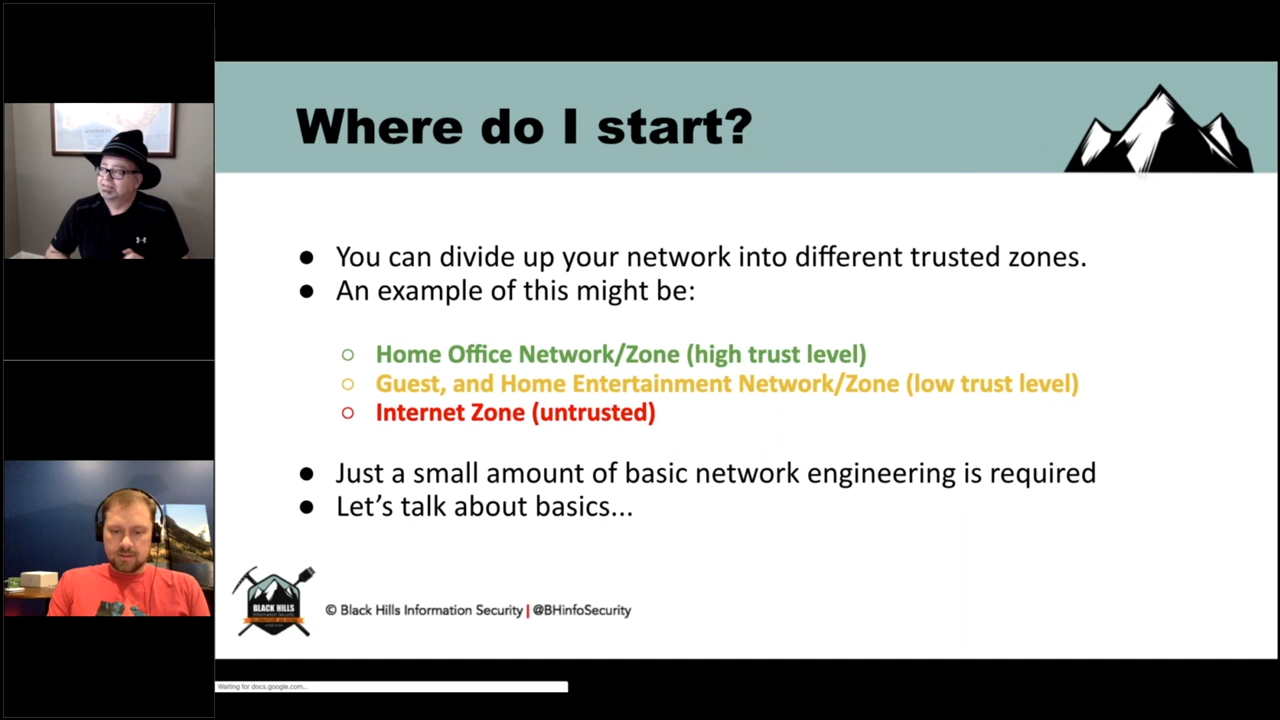 Where do I start?
● You can divide up your network into different trusted zones.
● An example of this might be:
○ Home Office Network/Zone (high trust level)
○ Guest, and Home Entertainment Network/Zone (low trust level)
○ Internet Zone (untrusted)
● Just a small amount of basic network engineering is required
● Let's talk about basics...
BLACK HILLS
Information Security
© Black Hills Information Security | @BHinfoSecurity
Waiting for docs.google.com...